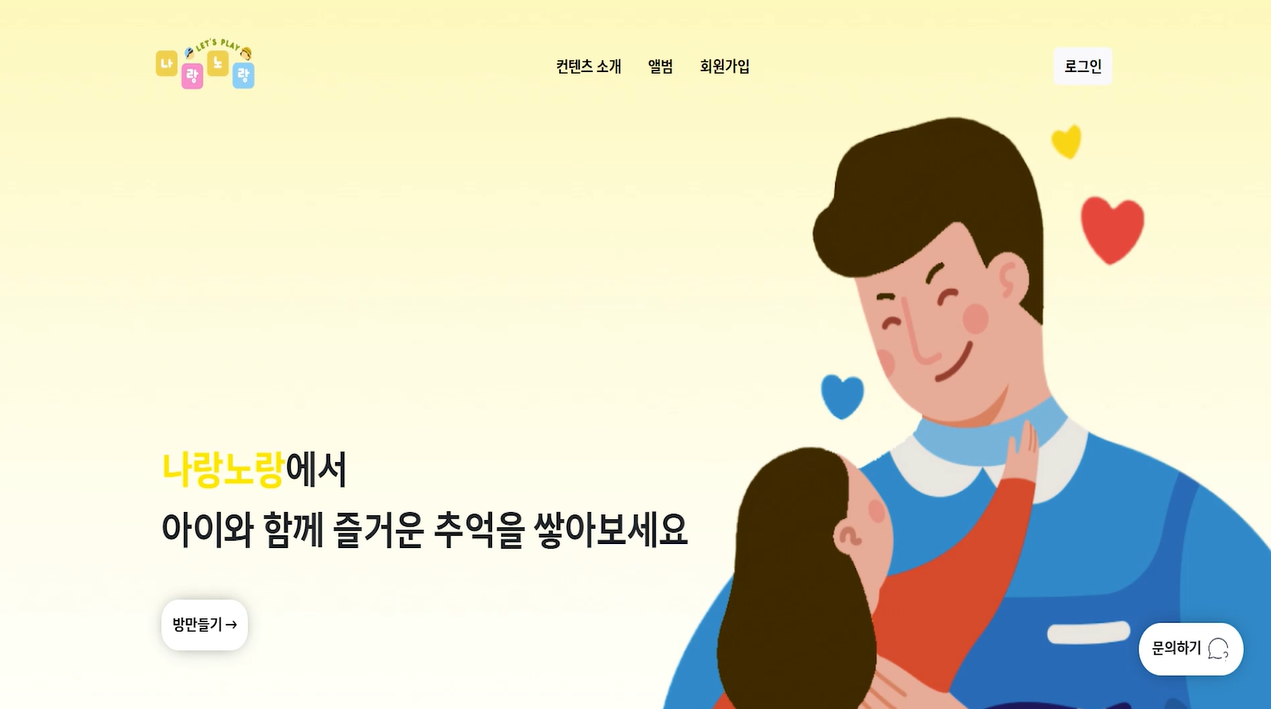 LET'S PLAY
나랑노랑
컨텐츠 소개
앨범
회원가입
로그인
나랑노랑에서
아이와 함께 즐거운 추억을 쌓아보세요
방만들기→
문의하기